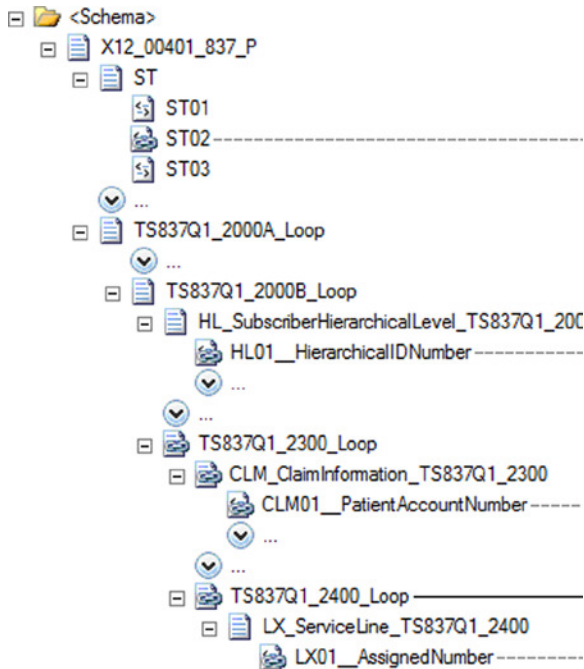 <Schema>
X12_00401_837_P
ST
ST01
ST02
ST03
...
TS837Q1_2000A_Loop
...
TS837Q1_2000B_Loop
HL_SubscriberHierarchicalLevel_TS837Q1_200
HL01__HierarchicalIDNumber
...
...
TS837Q1_2300_Loop
CLM_ClaimInformation_TS837Q1_2300
CLM01__PatientAccountNumber
...
...
TS837Q1_2400_Loop
LX_ServiceLine_TS837Q1_2400
LX01__AssignedNumber